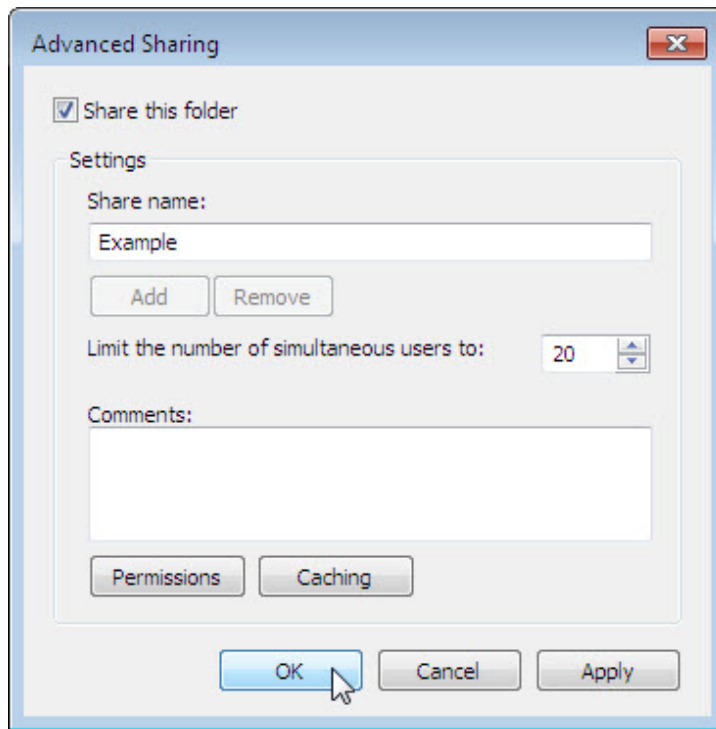 Advanced Sharing
Share this folder
Settings
Share name:
Example
Add Remove
Limit the number of simultaneous users to: 20
Comments:
Permissions Caching
OK Cancel Apply